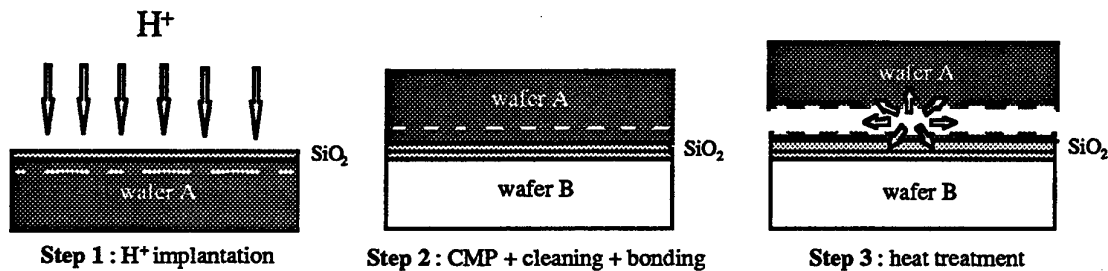 H+
SiO2
wafer A
Step 1 : H+ implantation
wafer A
wafer B
Step 2 : CMP + cleaning + bonding
wafer A
SiO2
wafer B
Step 3 : heat treatment